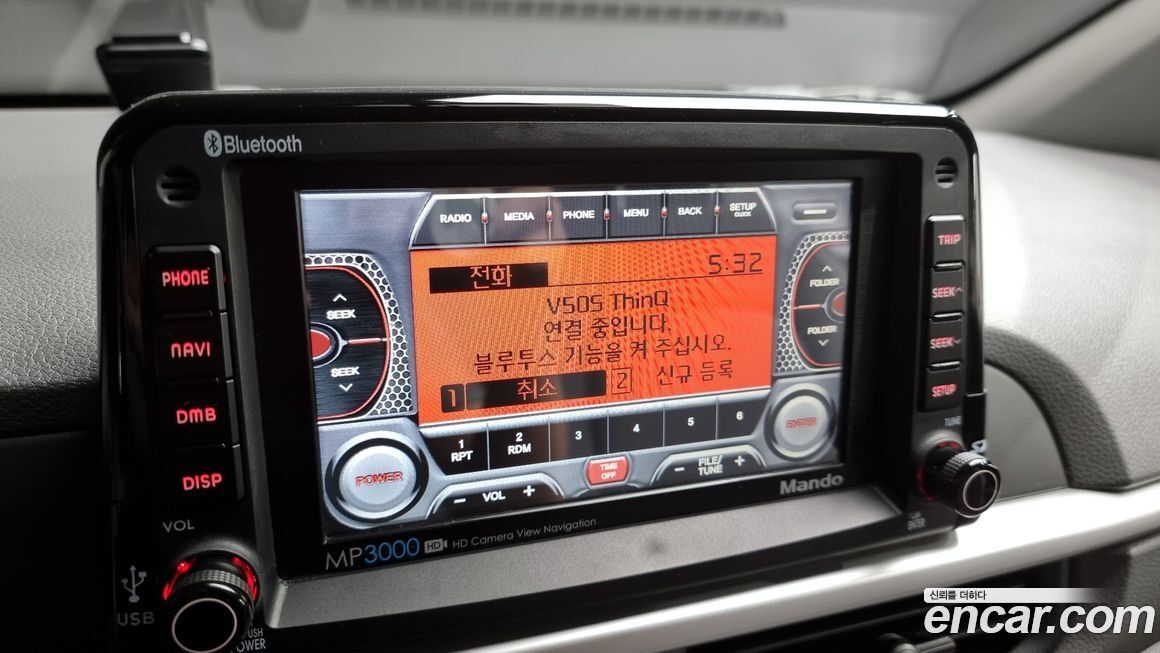 Bluetooth
PHONE
NAVI
DMB
DISP
VOL
USB
RADIO MEDIA PHONE MENU BACK SETUP
CLOCK
전화 5:32
V50S ThinQ
연결 중입니다.
블루투스 기능을 켜 주십시오.
1 취소 2 신규 등록
SEEK
SEEK
FOLDER
FOLDER
POWER
ENTER
1 RPT 2 RDM 3 4 5 6
- VOL +
TIME OFF
- FILE/TUNE +
Mando
MP3000 HD HD Camera View Navigation
TRIP
SEEK
SEEK
SETUP
TUNE
ENTER
POWER
신뢰를 더하다
encar.com